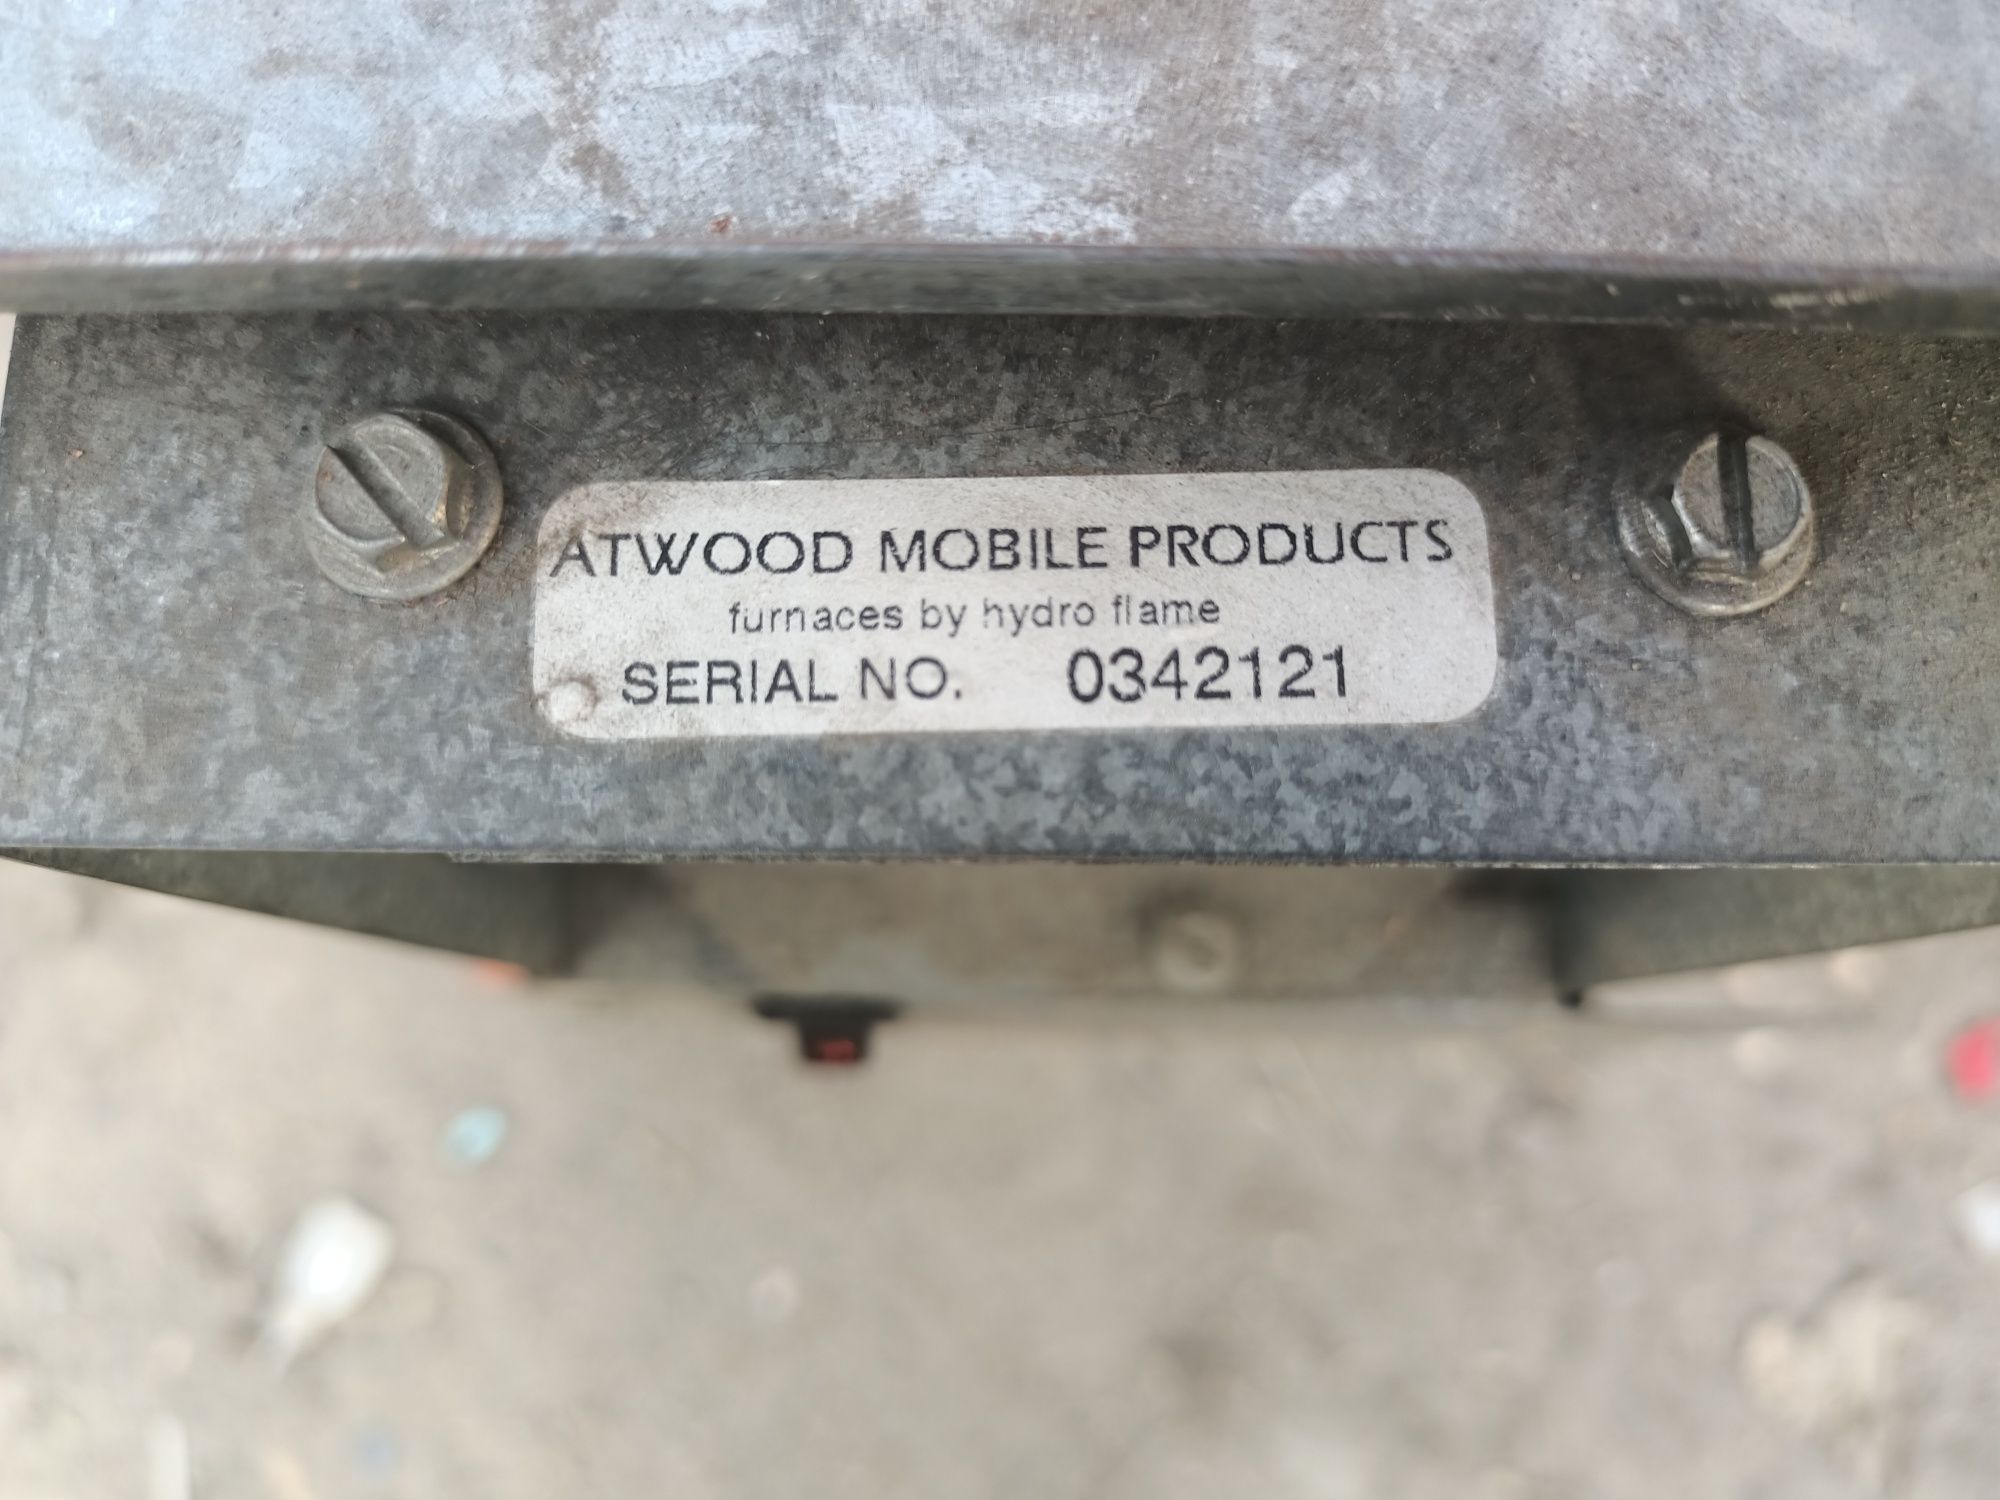 ATWOOD MOBILE PRODUCTS
furnaces by hydro flame
SERIAL NO. 0342121